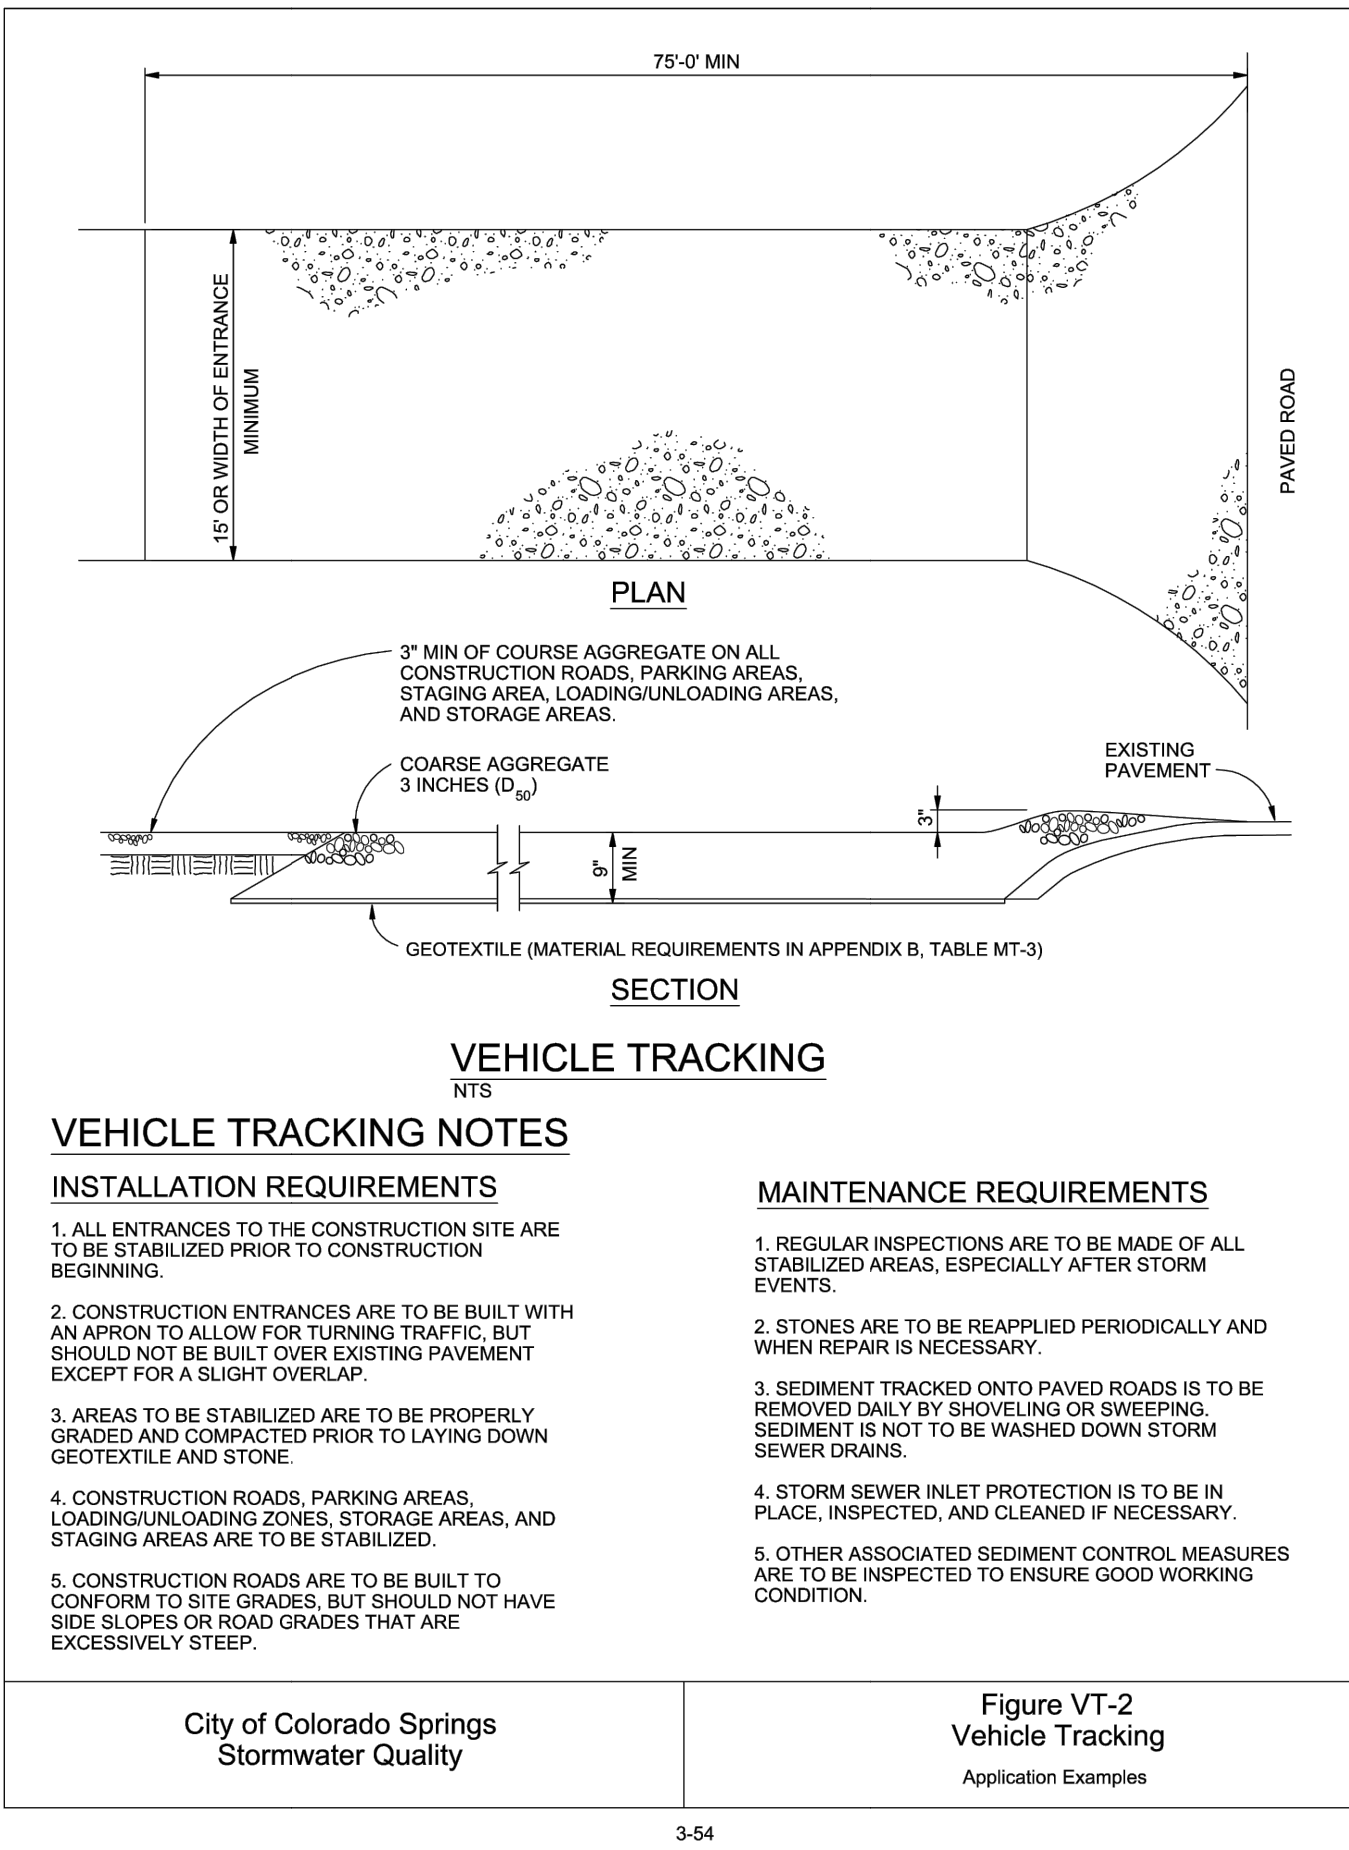 75'-0' MIN
15' OR WIDTH OF ENTRANCE
MINIMUM
PAVED ROAD
PLAN
3" MIN OF COURSE AGGREGATE ON ALL
CONSTRUCTION ROADS, PARKING AREAS,
STAGING AREA, LOADING/UNLOADING AREAS,
AND STORAGE AREAS.
COARSE AGGREGATE
3 INCHES (D50)
EXISTING
PAVEMENT
3"
9"
MIN
GEOTEXTILE (MATERIAL REQUIREMENTS IN APPENDIX B, TABLE MT-3)
SECTION
VEHICLE TRACKING
NTS
VEHICLE TRACKING NOTES
INSTALLATION REQUIREMENTS
1. ALL ENTRANCES TO THE CONSTRUCTION SITE ARE
TO BE STABILIZED PRIOR TO CONSTRUCTION
BEGINNING.
2. CONSTRUCTION ENTRANCES ARE TO BE BUILT WITH
AN APRON TO ALLOW FOR TURNING TRAFFIC, BUT
SHOULD NOT BE BUILT OVER EXISTING PAVEMENT
EXCEPT FOR A SLIGHT OVERLAP.
3. AREAS TO BE STABILIZED ARE TO BE PROPERLY
GRADED AND COMPACTED PRIOR TO LAYING DOWN
GEOTEXTILE AND STONE.
4. CONSTRUCTION ROADS, PARKING AREAS,
LOADING/UNLOADING ZONES, STORAGE AREAS, AND
STAGING AREAS ARE TO BE STABILIZED.
5. CONSTRUCTION ROADS ARE TO BE BUILT TO
CONFORM TO SITE GRADES, BUT SHOULD NOT HAVE
SIDE SLOPES OR ROAD GRADES THAT ARE
EXCESSIVELY STEEP.
MAINTENANCE REQUIREMENTS
1. REGULAR INSPECTIONS ARE TO BE MADE OF ALL
STABILIZED AREAS, ESPECIALLY AFTER STORM
EVENTS.
2. STONES ARE TO BE REAPPLIED PERIODICALLY AND
WHEN REPAIR IS NECESSARY.
3. SEDIMENT TRACKED ONTO PAVED ROADS IS TO BE
REMOVED DAILY BY SHOVELING OR SWEEPING.
SEDIMENT IS NOT TO BE WASHED DOWN STORM
SEWER DRAINS.
4. STORM SEWER INLET PROTECTION IS TO BE IN
PLACE, INSPECTED, AND CLEANED IF NECESSARY.
5. OTHER ASSOCIATED SEDIMENT CONTROL MEASURES
ARE TO BE INSPECTED TO ENSURE GOOD WORKING
CONDITION.
City of Colorado Springs
Stormwater Quality
Figure VT-2
Vehicle Tracking
Application Examples
3-54